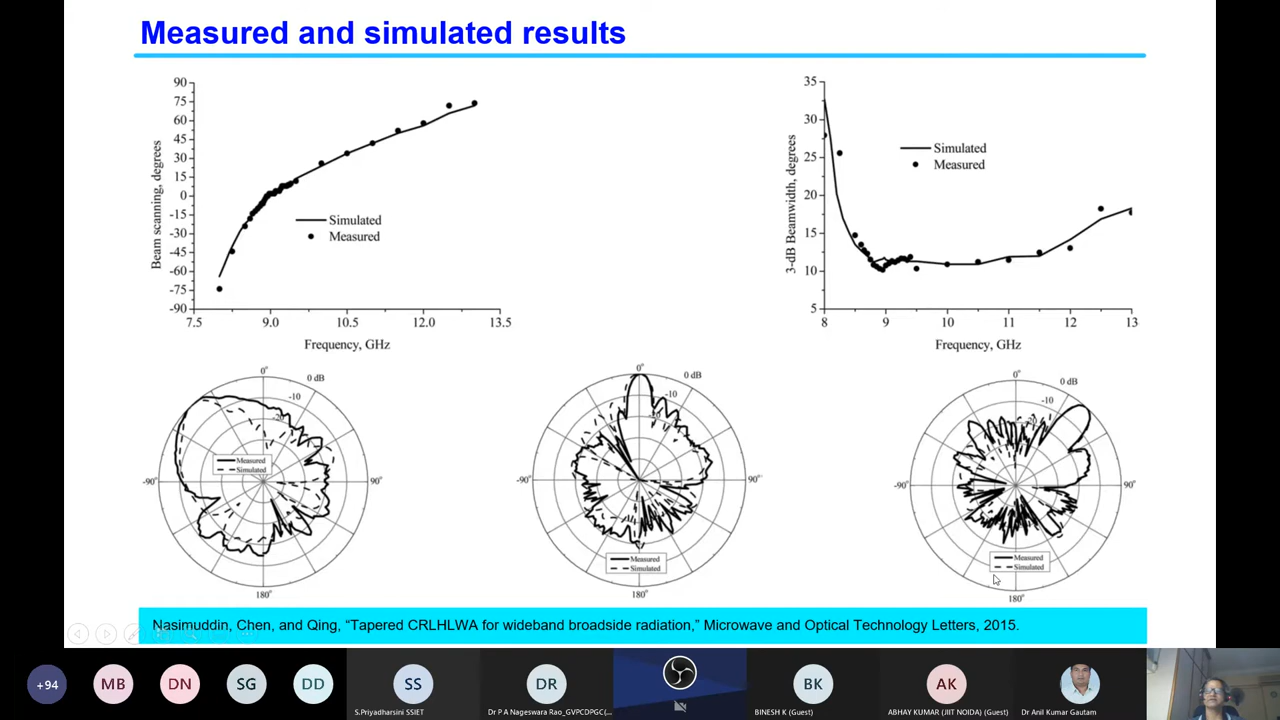 Measured and simulated results
90
75
60
45
30
15
0
-15
-30
-45
-60
-75
-90
Beam scanning, degrees
Simulated
Measured
7.5 9.0 10.5 12.0 13.5
Frequency, GHz
35
30
25
20
15
10
5
3-dB Beamwidth, degrees
Simulated
Measured
8 9 10 11 12 13
Frequency, GHz
0° 0 dB
-10
-90° 90°
Measured
Simulated
180°
0° 0 dB
-10
-90° 90°
Measured
Simulated
180°
0° 0 dB
-10
-90° 90°
Measured
Simulated
180°
Nasimuddin, Chen, and Qing, “Tapered CRLHLWA for wideband broadside radiation,” Microwave and Optical Technology Letters, 2015.
+94 MB DN SG DD SS DR BK AK
S.Priyadharsini SSIET Dr P A Nageswara Rao_GVPCDPGC(... BINESH K (Guest) ABHAY KUMAR (JIIT NOIDA) (Guest) Dr Anil Kumar Gautam